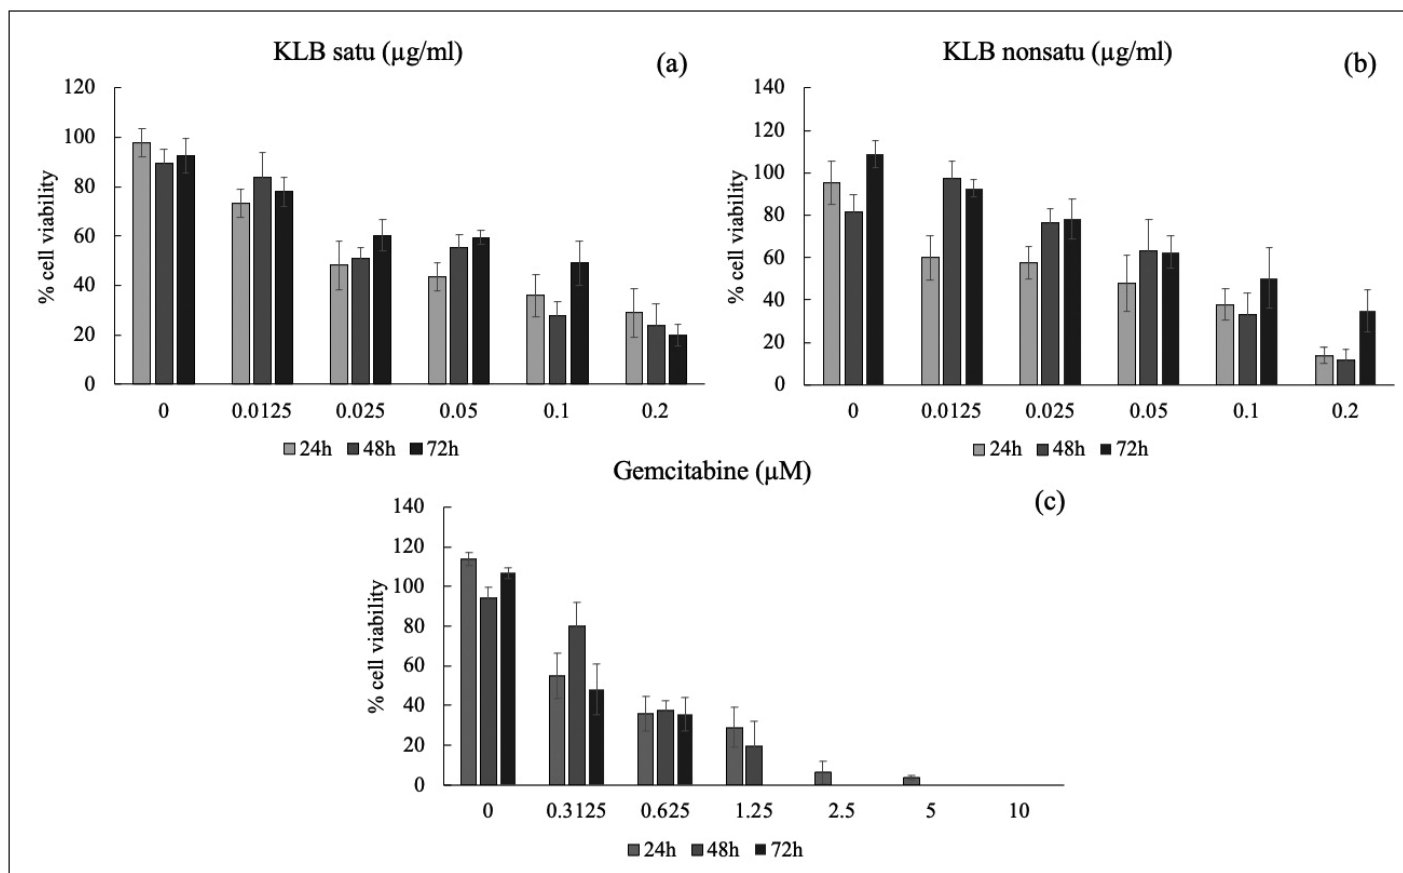 KLB satu (µg/ml)
(a)
% cell viability
120
100
80
60
40
20
0
0 0.0125 0.025 0.05 0.1 0.2
24h 48h 72h
KLB nonsatu (µg/ml)
(b)
% cell viability
140
120
100
80
60
40
20
0
0 0.0125 0.025 0.05 0.1 0.2
24h 48h 72h
Gemcitabine (µM)
(c)
% cell viability
140
120
100
80
60
40
20
0
0 0.3125 0.625 1.25 2.5 5 10
24h 48h 72h